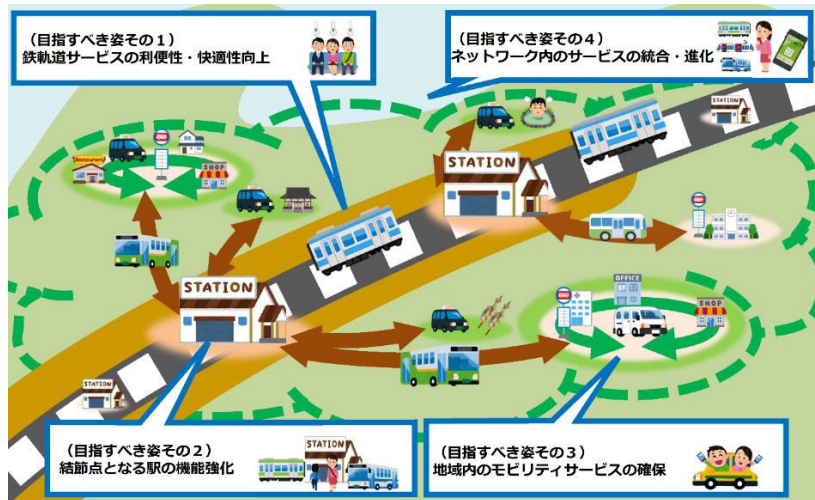 (目指すべき姿その1)
鉄軌道サービスの利便性・快適性向上
(目指すべき姿その4)
ネットワーク内のサービスの統合・進化
STATION
Restaurant
SHOP
STATION
STATION
OFFICE
SHOP
STATION
(目指すべき姿その2)
結節点となる駅の機能強化
STATION
(目指すべき姿その3)
地域内のモビリティサービスの確保